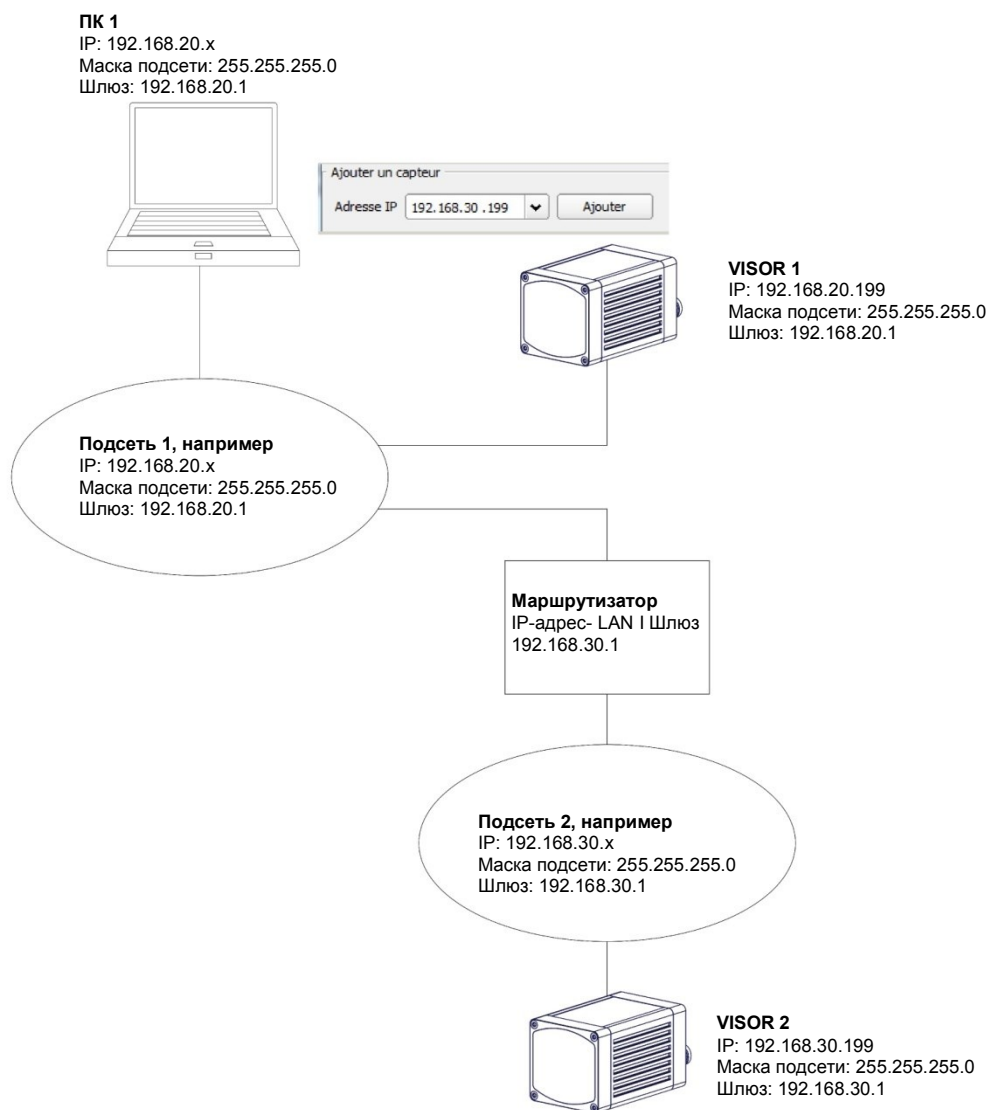 ПК 1
IP: 192.168.20.x
Маска подсети: 255.255.255.0
Шлюз: 192.168.20.1
Ajouter un capteur
Adresse IP 192.168.30 .199 Ajouter
VISOR 1
IP: 192.168.20.199
Маска подсети: 255.255.255.0
Шлюз: 192.168.20.1
Подсеть 1, например
IP: 192.168.20.x
Маска подсети: 255.255.255.0
Шлюз: 192.168.20.1
Маршрутизатор
IP-адрес- LAN I Шлюз
192.168.30.1
Подсеть 2, например
IP: 192.168.30.x
Маска подсети: 255.255.255.0
Шлюз: 192.168.30.1
VISOR 2
IP: 192.168.30.199
Маска подсети: 255.255.255.0
Шлюз: 192.168.30.1